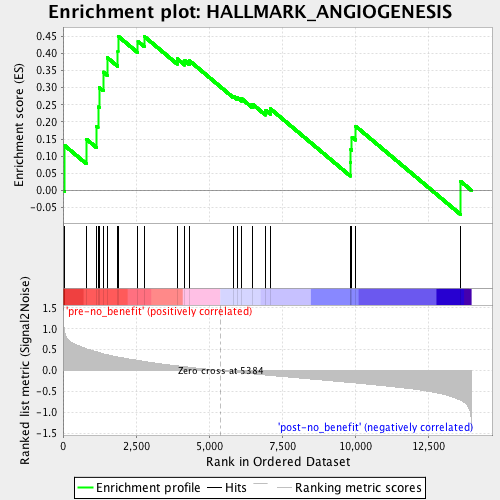 Enrichment plot: HALLMARK_ANGIOGENESIS
Enrichment score (ES)
0.45
0.40
0.35
0.30
0.25
0.20
0.15
0.10
0.05
0.00
-0.05
Ranked list metric (Signal2Noise)
1.5
1.0
0.5
0.0
-0.5
-1.0
-1.5
'pre-no_benefit' (positively correlated)
Zero cross at 5384
'post-no_benefit' (negatively correlated)
0 2,500 5,000 7,500 10,000 12,500
Rank in Ordered Dataset
Enrichment profile Hits Ranking metric scores